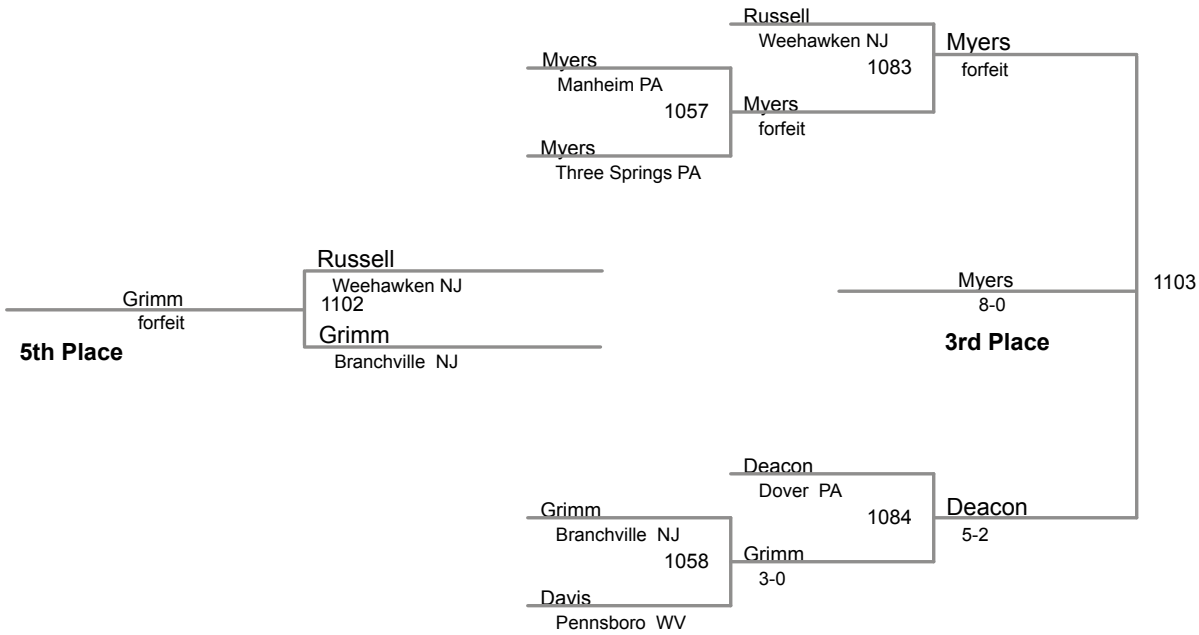 Russell
Weehawken NJ
1083
Myers
forfeit
Myers
Manheim PA
1057
Myers
forfeit
Myers
Three Springs PA
Russell
Weehawken NJ
1102
Grimm
forfeit
5th Place
Grimm
Branchville NJ
Myers
8-0
3rd Place
1103
Deacon
Dover PA
1084
Deacon
5-2
Grimm
Branchville NJ
1058
Grimm
3-0
Davis
Pennsboro WV